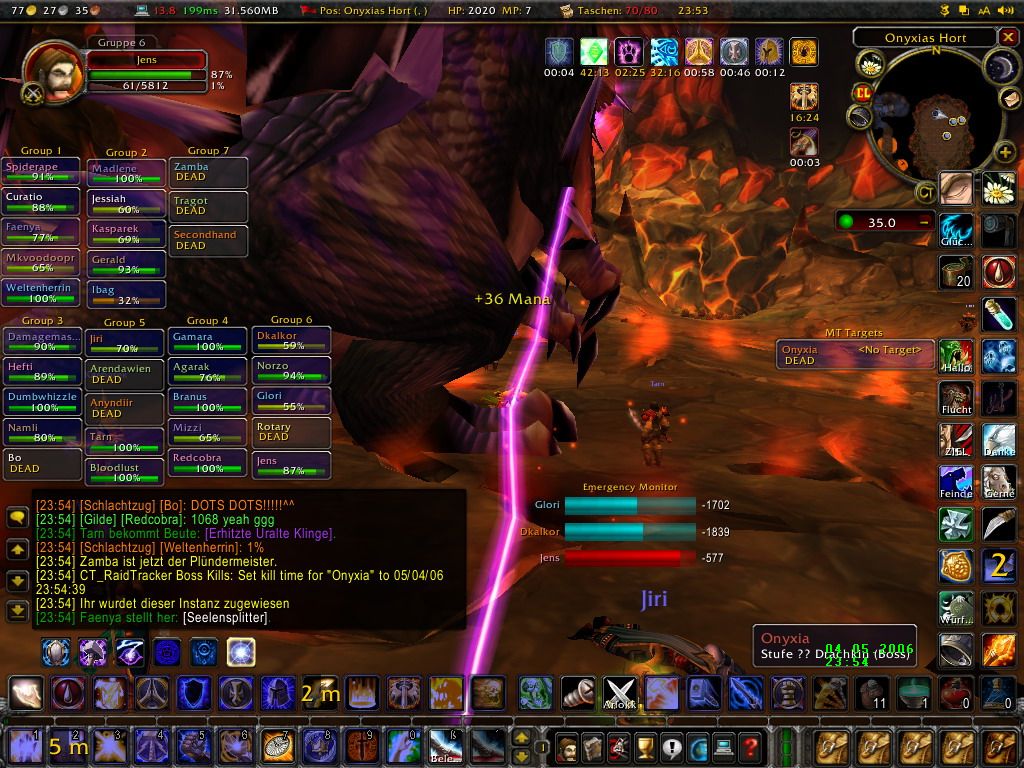 77 27 35 13.8 199ms 31.560MB Pos: Onyxias Hort (, ) HP: 2020 MP: 7 Taschen: 70/80 23:53
Gruppe 6
Jens
87%
61/5812
1%
00:04 42:13 02:25 32:16 00:58 00:46 00:12
16:24
00:03
Onyxias Hort
N
EL
CT
35.0
Group 1
Spiderape
91%
Curatio
88%
Faenya
77%
Mkvoodoopr
65%
Weltenherrin
100%
Group 2
Madlene
100%
Jessiah
60%
Kasparek
69%
Gerald
93%
Ibag
32%
Group 7
Zamba
DEAD
Tragot
DEAD
Secondhand
DEAD
Group 3
Damagemas...
90%
Hefti
89%
Dumbwhizzle
100%
Namli
80%
Bo
DEAD
Group 5
Jiri
70%
Arendawien
DEAD
Anyndiir
DEAD
Tarn
100%
Bloodlust
100%
Group 4
Gamara
100%
Agarak
76%
Branus
100%
Mizzi
65%
Redcobra
100%
Group 6
Dkalkor
59%
Norzo
94%
Glori
55%
Rotary
DEAD
Jens
87%
+36 Mana
Tarn
MT Targets
Onyxia <No Target>
DEAD
Emergency Monitor
Glori -1702
Dkalkor -1839
Jens -577
Jiri
[23:54] [Schlachtzug] [Bo]: DOTS DOTS!!!!!^^
[23:54] [Gilde] [Redcobra]: 1068 yeah ggg
[23:54] Tarn bekommt Beute: [Erhitzte Uralte Klinge].
[23:54] [Schlachtzug] [Weltenherrin]: 1%
[23:54] Zamba ist jetzt der Plündermeister.
[23:54] CT_RaidTracker Boss Kills: Set kill time for "Onyxia" to 05/04/06
23:54:39
[23:54] Ihr wurdet dieser Instanz zugewiesen
[23:54] Faenya stellt her: [Seelensplitter].
Onyxia
Stufe ?? Drachkin (Boss)
04.05.2006
23:54
Gluc...
20
Hallo
Flucht
ZIEL
Danke
Feinde
Gerne
2
Würf...
2 m
Arlokk
11 1 0 0
5 m
Bele...